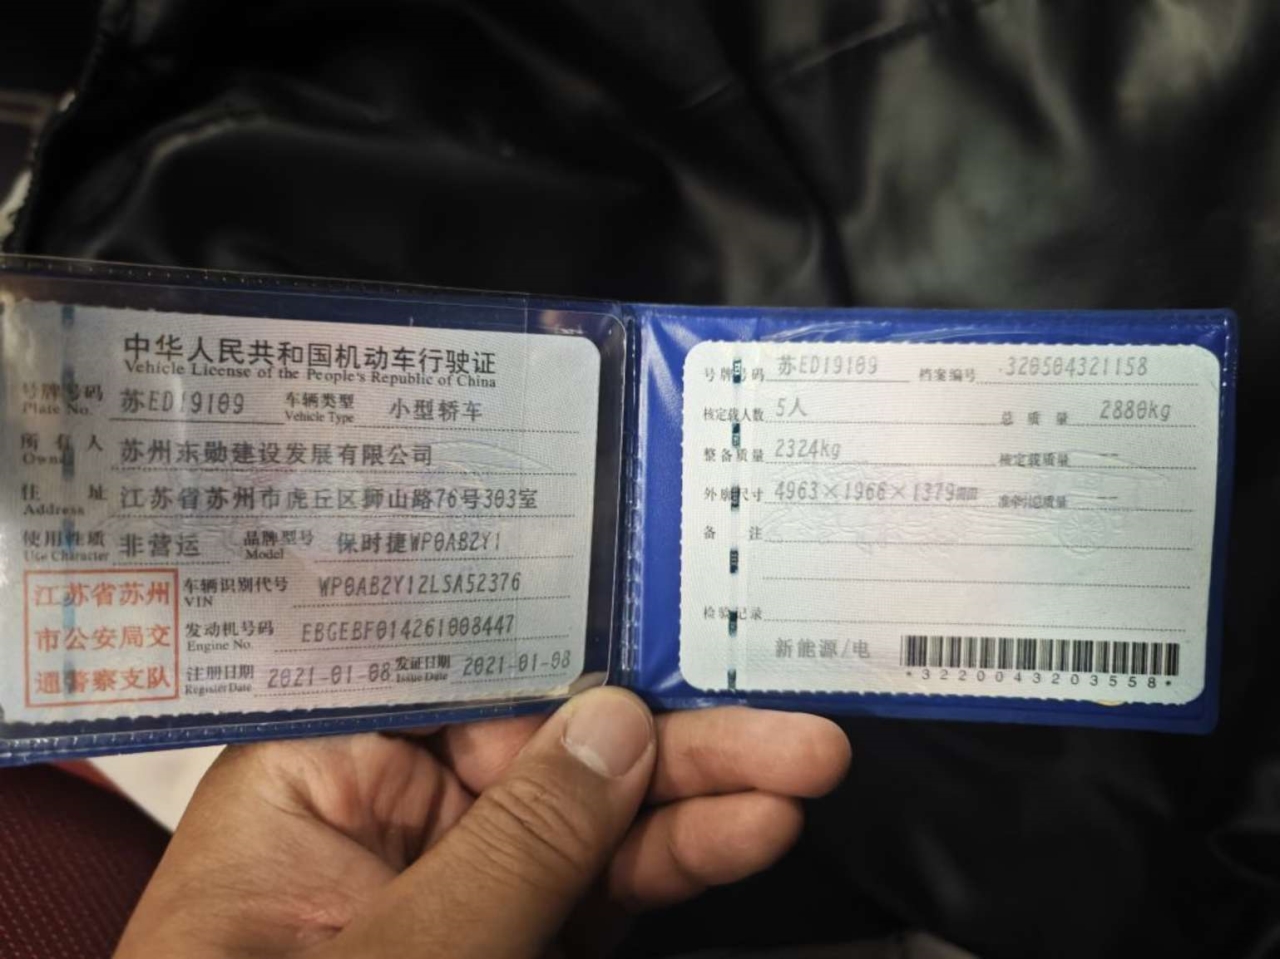 中华人民共和国机动车行驶证
Vehicle License of the People's Republic of China
号牌号码 苏ED19109 车辆类型 小型轿车
Plate No. Vehicle Type
所有人 苏州东勋建设发展有限公司
Owner
住址 江苏省苏州市虎丘区狮山路76号303室
Address
使用性质 非营运 品牌型号 保时捷WP0AB2Y1
Use Character Model
江苏省苏州
市公安局交
通警察支队
车辆识别代号 WP0AB2Y12LSA52376
VIN
发动机号码 EBGEBF014261008447
Engine No.
注册日期 2021-01-08 发证日期 2021-01-08
Register Date Issue Date
号牌号码 苏ED19109 档案编号 320504321158
核定载人数 5人 总质量 2880kg
整备质量 2324kg 核定载质量 --
外廓尺寸 4963×1966×1379mm 准牵引总质量 --
备注
检验记录
新能源/电
*3220043203558*